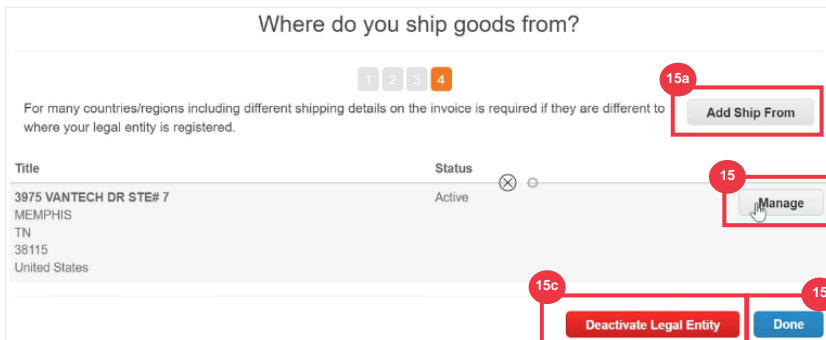 Where do you ship goods from?
1 2 3 4
15a
For many countries/regions including different shipping details on the invoice is required if they are different to
where your legal entity is registered.
Add Ship From
Title Status
15
3975 VANTECH DR STE# 7 Active
Manage
MEMPHIS
TN
38115
United States
15c
15
Deactivate Legal Entity Done